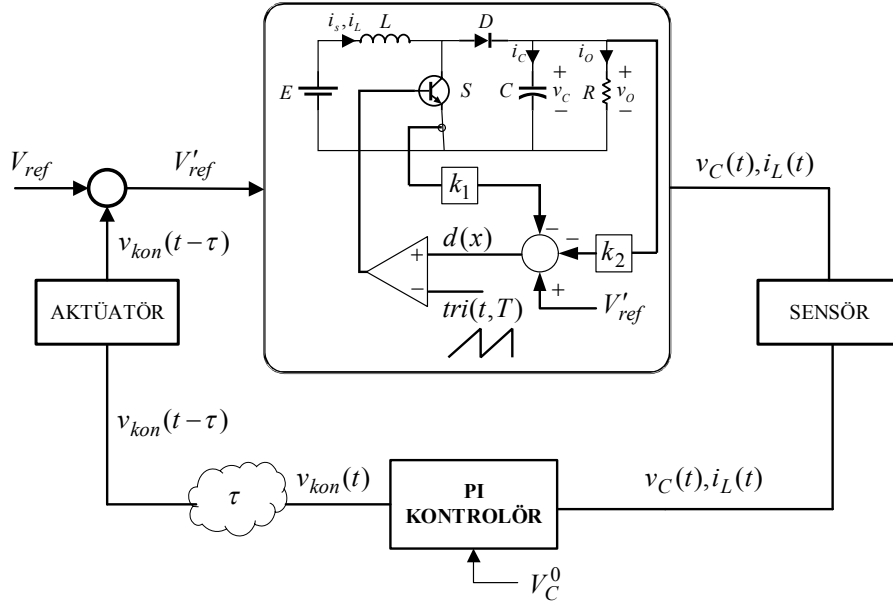 i_s, i_L
L
D
E
S
i_C
C
+
v_C
−
i_O
R
+
v_O
−
V_ref
V'_ref
k_1
v_C(t), i_L(t)
d(x)
+
−
−
−
k_2
+
V'_ref
tri(t,T)
v_kon(t−τ)
AKTÜATÖR
SENSÖR
v_kon(t−τ)
τ
v_kon(t)
PI
KONTROLÖR
v_C(t), i_L(t)
V_C^0